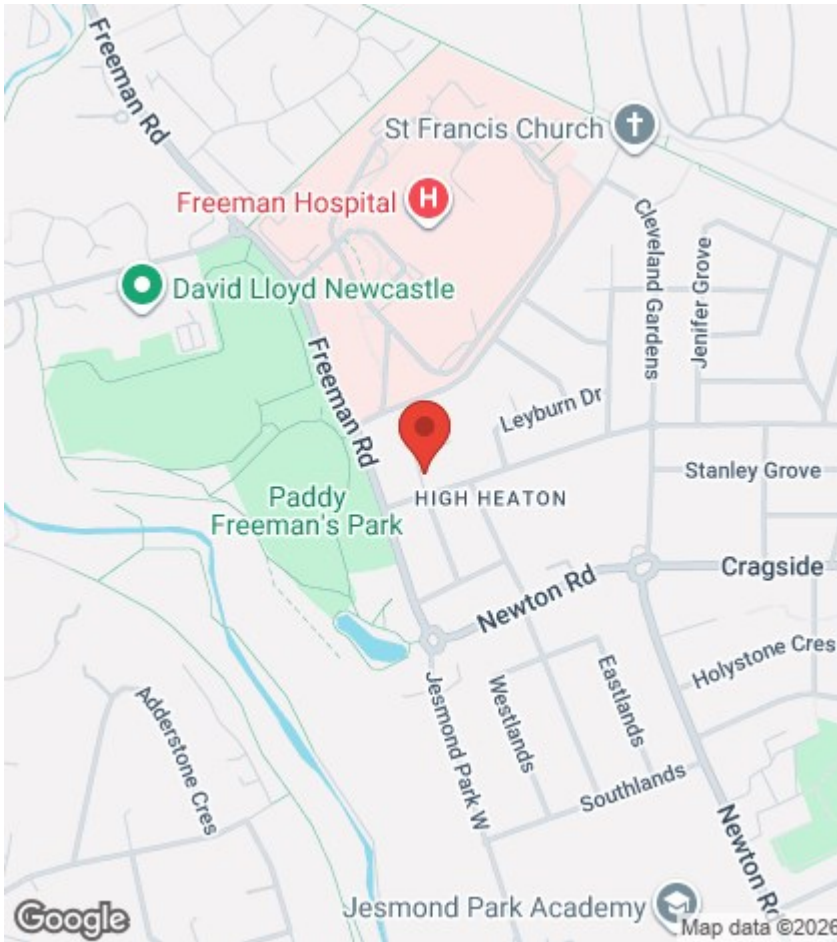 Freeman Rd
St Francis Church
Freeman Hospital
H
Cleveland Gardens
Jenifer Grove
David Lloyd Newcastle
Freeman Rd
Leyburn Dr
Stanley Grove
HIGH HEATON
Paddy
Freeman's Park
Newton Rd
Cragside
Holystone Cres
Eastlands
Westlands
Jesmond Park W
Adderstone Cres
Southlands
Newton Rd
Jesmond Park Academy
Google
Map data ©2026